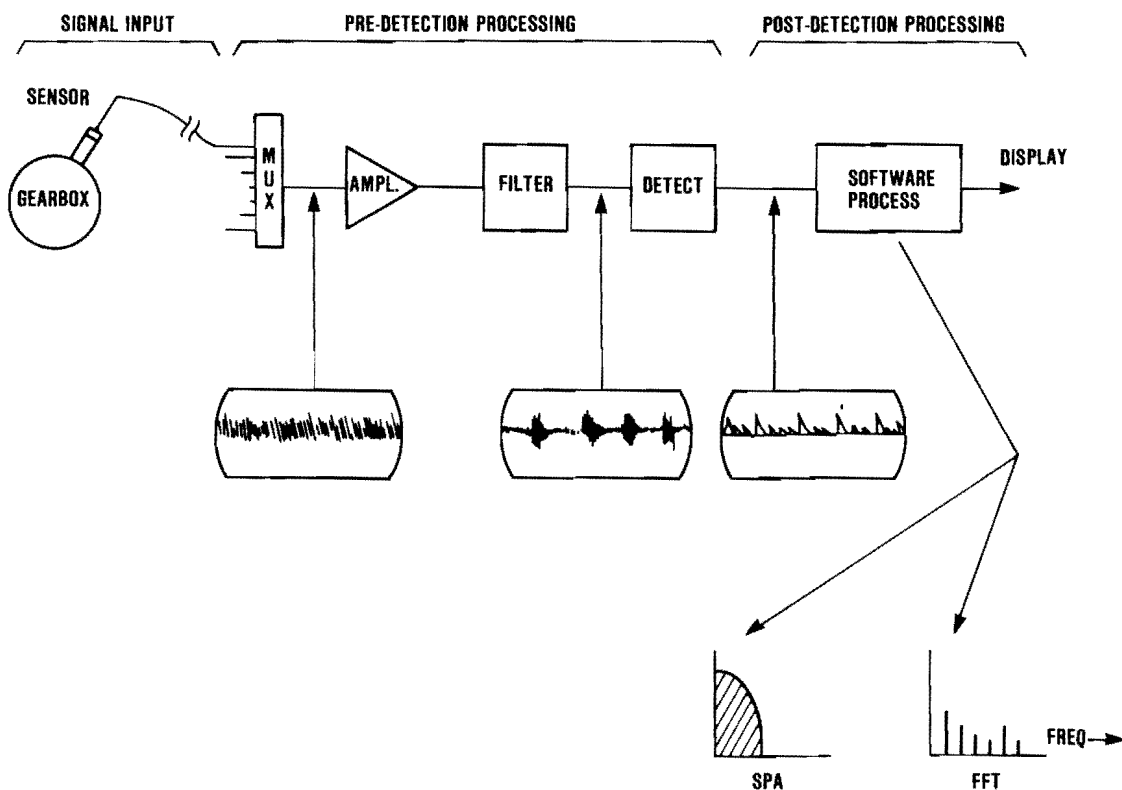 SIGNAL INPUT
PRE-DETECTION PROCESSING
POST-DETECTION PROCESSING
SENSOR
GEARBOX
MUX
AMPL.
FILTER
DETECT
SOFTWARE
PROCESS
DISPLAY
SPA
FFT
FREQ